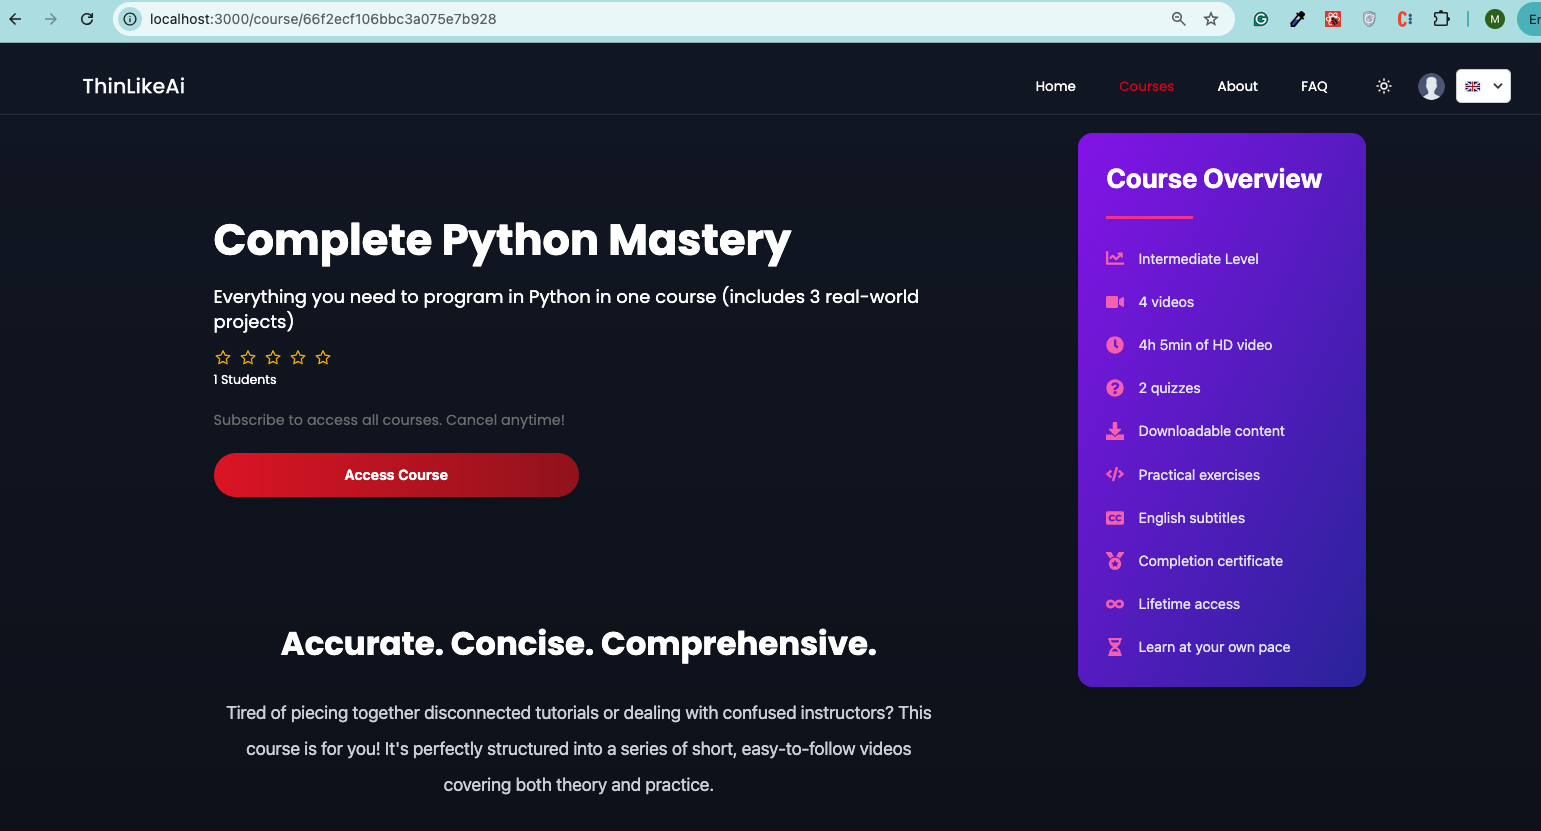 localhost:3000/course/66f2ecf106bbc3a075e7b928
M
ThinLikeAi
Home
Courses
About
FAQ
Complete Python Mastery
Everything you need to program in Python in one course (includes 3 real-world
projects)
1 Students
Subscribe to access all courses. Cancel anytime!
Access Course
Accurate. Concise. Comprehensive.
Tired of piecing together disconnected tutorials or dealing with confused instructors? This
course is for you! It's perfectly structured into a series of short, easy-to-follow videos
covering both theory and practice.
Course Overview
Intermediate Level
4 videos
4h 5min of HD video
2 quizzes
Downloadable content
Practical exercises
CC
English subtitles
Completion certificate
Lifetime access
Learn at your own pace